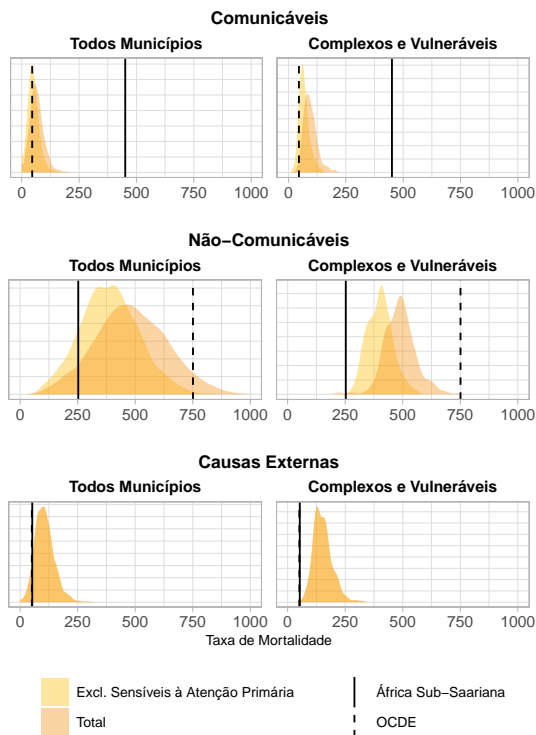 Comunicáveis
Todos Municípios
Complexos e Vulneráveis
0 250 500 750 1000
0 250 500 750 1000
Não−Comunicáveis
Todos Municípios
Complexos e Vulneráveis
0 250 500 750 1000
0 250 500 750 1000
Causas Externas
Todos Municípios
Complexos e Vulneráveis
0 250 500 750 1000
0 250 500 750 1000
Taxa de Mortalidade
Excl. Sensíveis à Atenção Primária
Total
África Sub−Saariana
OCDE